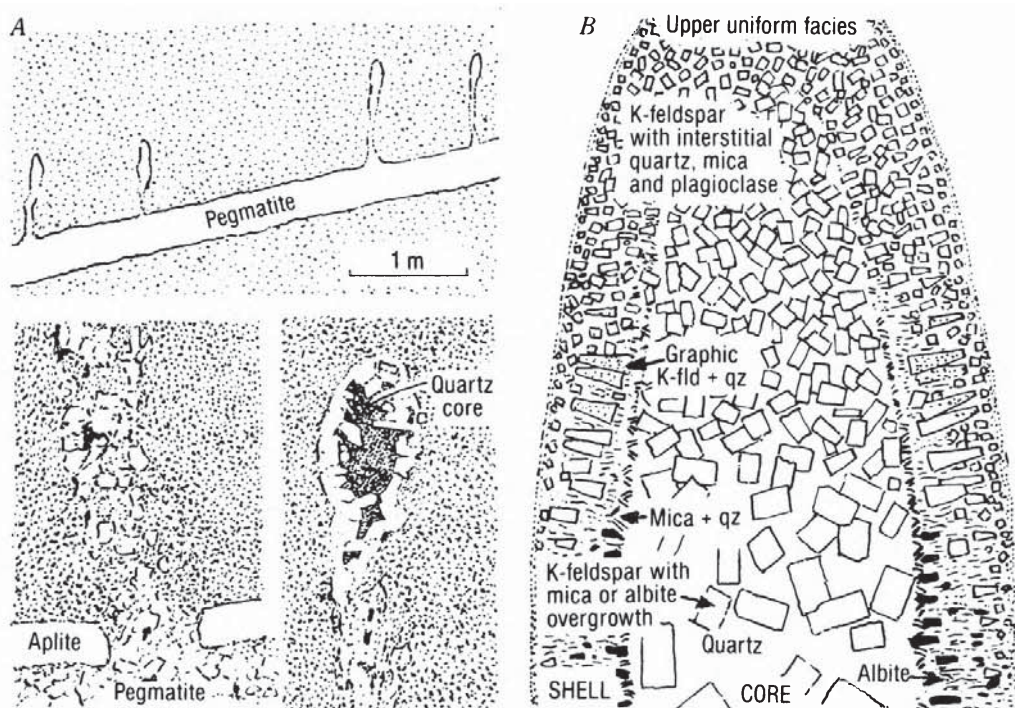 A
Pegmatite
1 m
Quartz
core
Aplite
C
Pegmatite
B
Upper uniform facies
K-feldspar
with interstitial
quartz, mica
and plagioclase
Graphic
K-fld + qz
Mica + qz
K-feldspar with
mica or albite
overgrowth
Quartz
Albite
SHELL
CORE